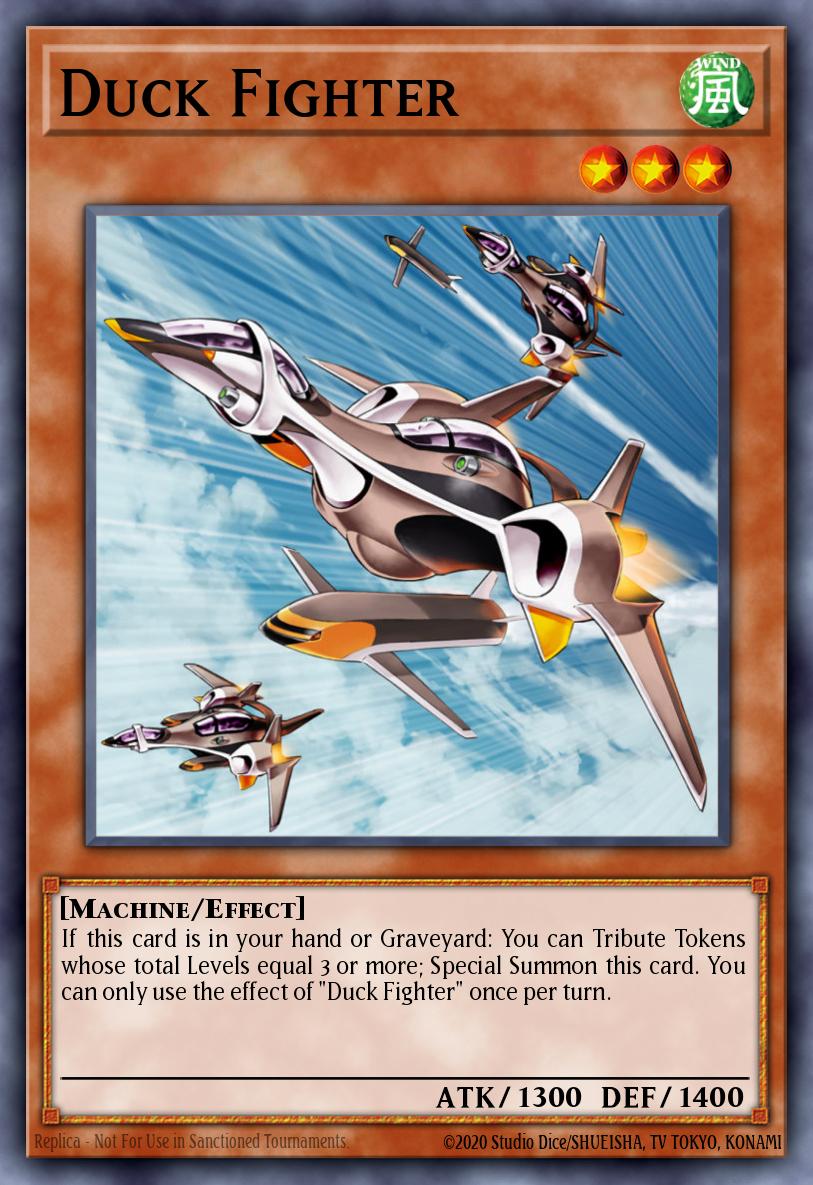 Duck Fighter
WIND
風
[Machine/Effect]
If this card is in your hand or Graveyard: You can Tribute Tokens
whose total Levels equal 3 or more; Special Summon this card. You
can only use the effect of "Duck Fighter" once per turn.
ATK/1300 DEF/1400
Replica - Not For Use in Sanctioned Tournaments.
©2020 Studio Dice/SHUEISHA, TV TOKYO, KONAMI